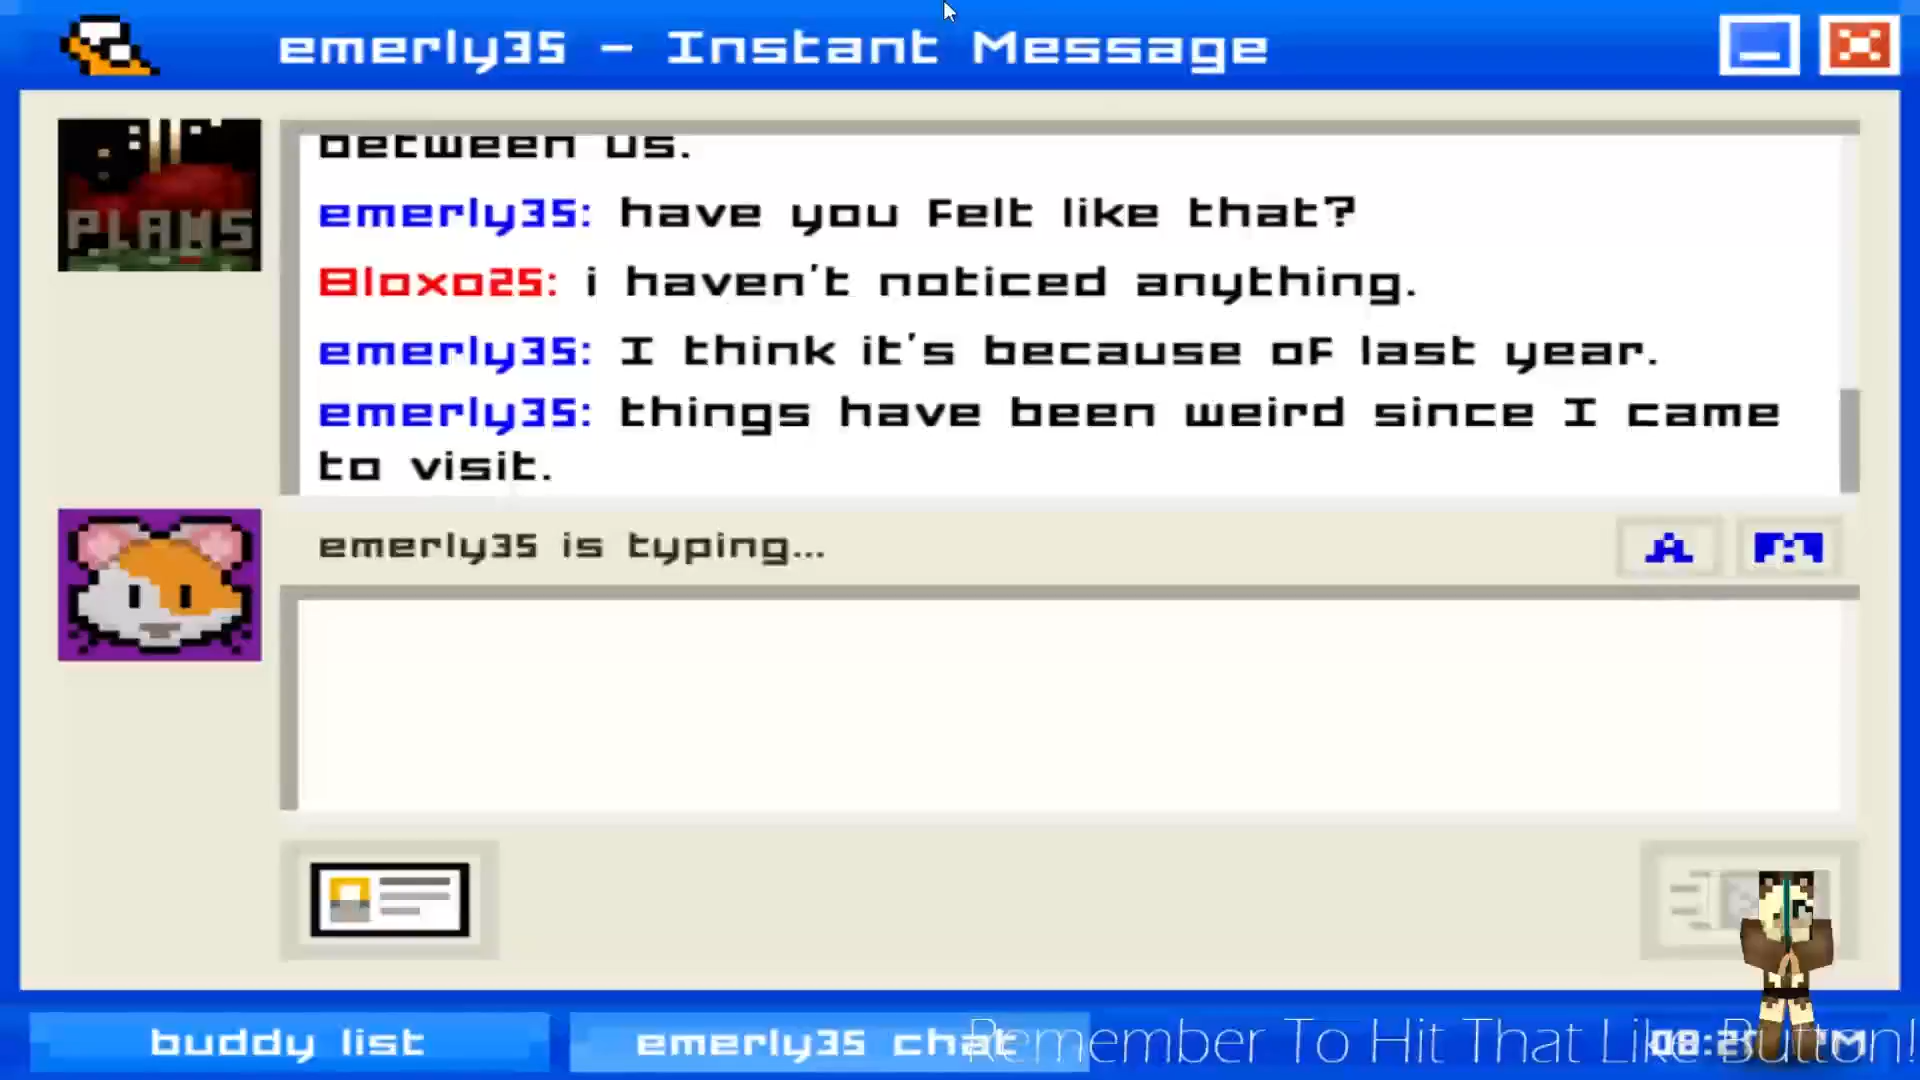 emerly35 - Instant Message
PLANS
between us.
emerly35: have you felt like that?
Bloxo25: i haven't noticed anything.
emerly35: I think it's because of last year.
emerly35: things have been weird since I came
to visit.
emerly35 is typing...
A
buddy list
emerly35 chat
Remember To Hit That Like Button!